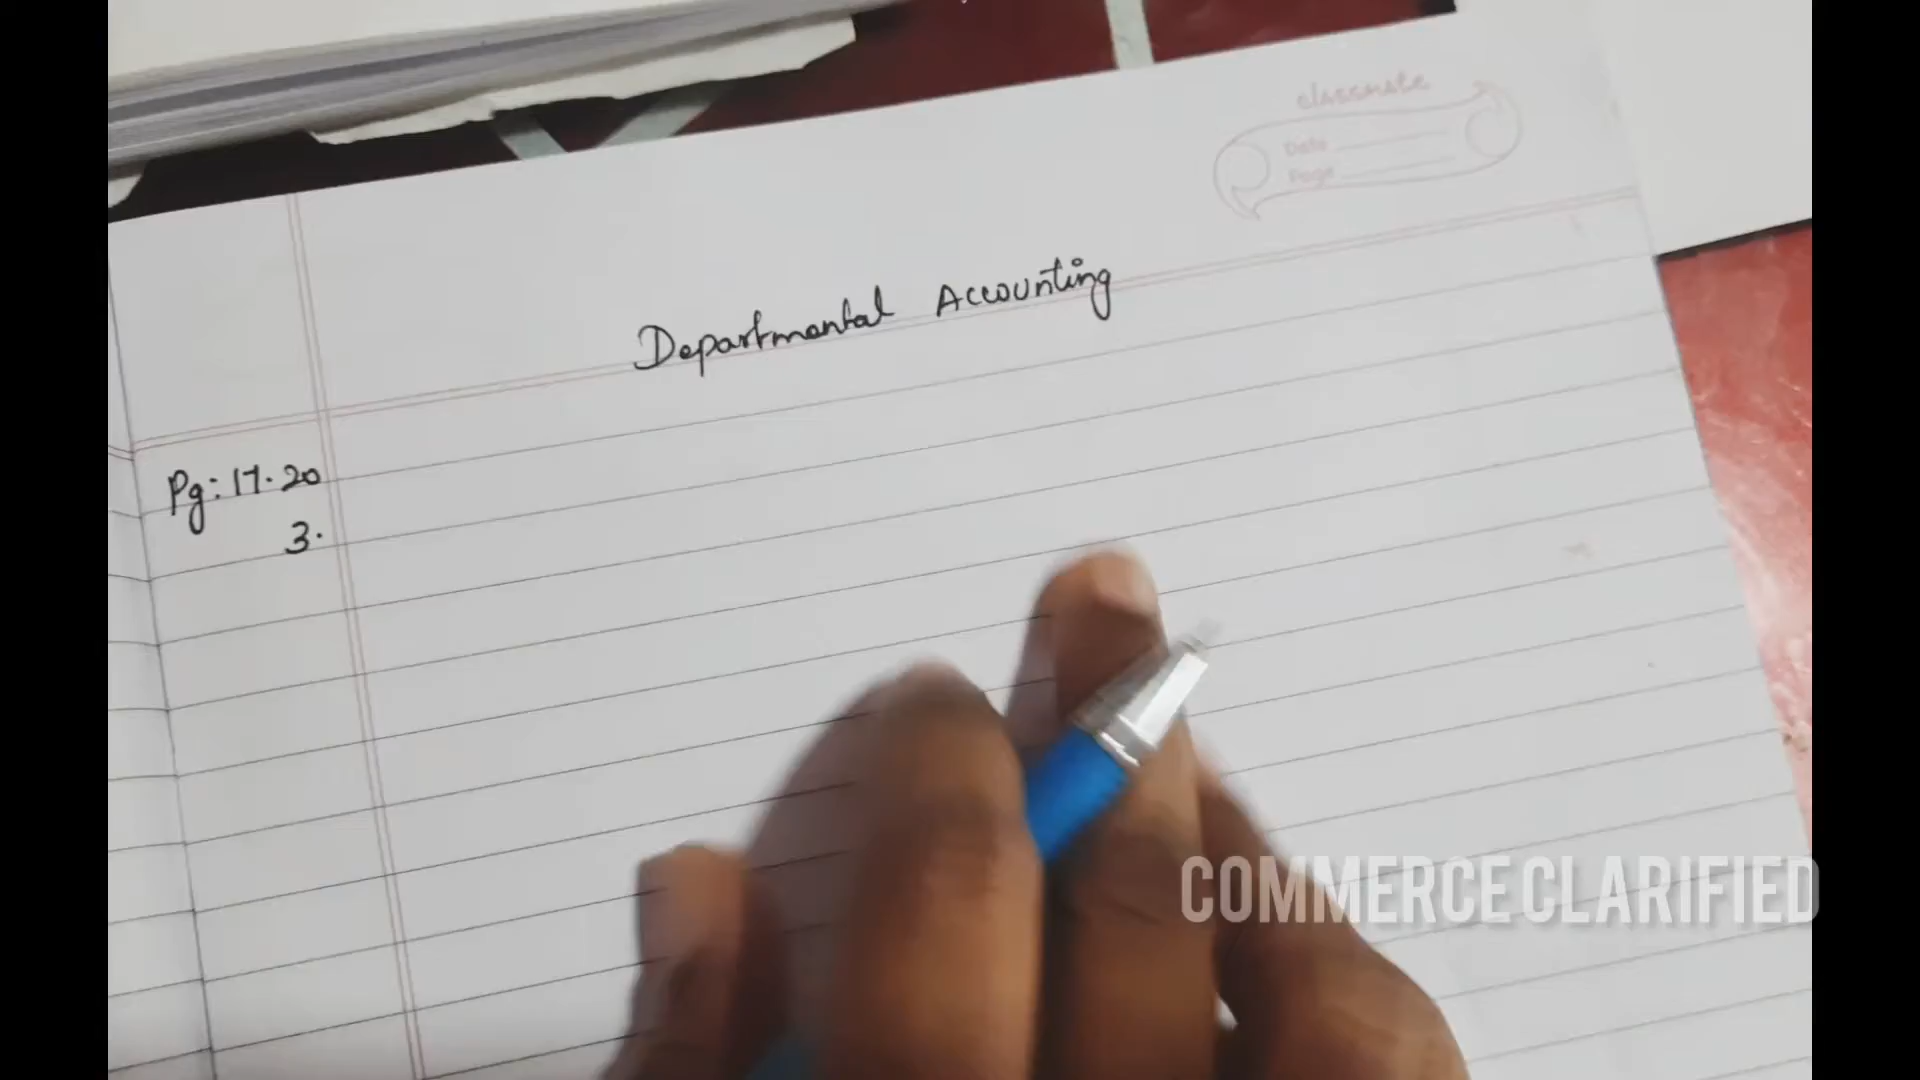 classmate
Date
Page
Departmental Accounting
Pg: 17.20
3.
COMMERCE CLARIFIED